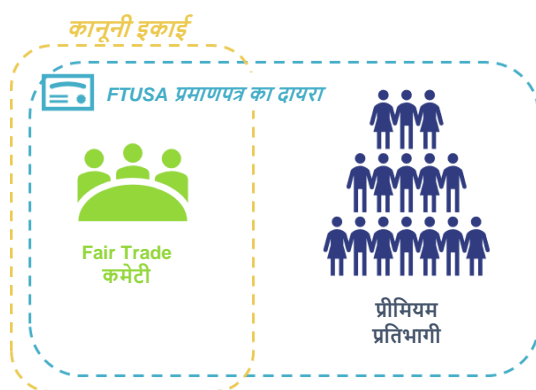 कानूनी इकाई
FTUSA प्रमाणपत्र का दायरा
Fair Trade
कमेटी
प्रीमियम
प्रतिभागी